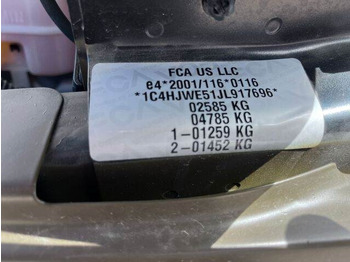 FCA US LLC
e4*2001/116*0116
*1C4HJWE51JL917696*
02585 KG
04785 KG
1-01259 KG
2-01452 KG